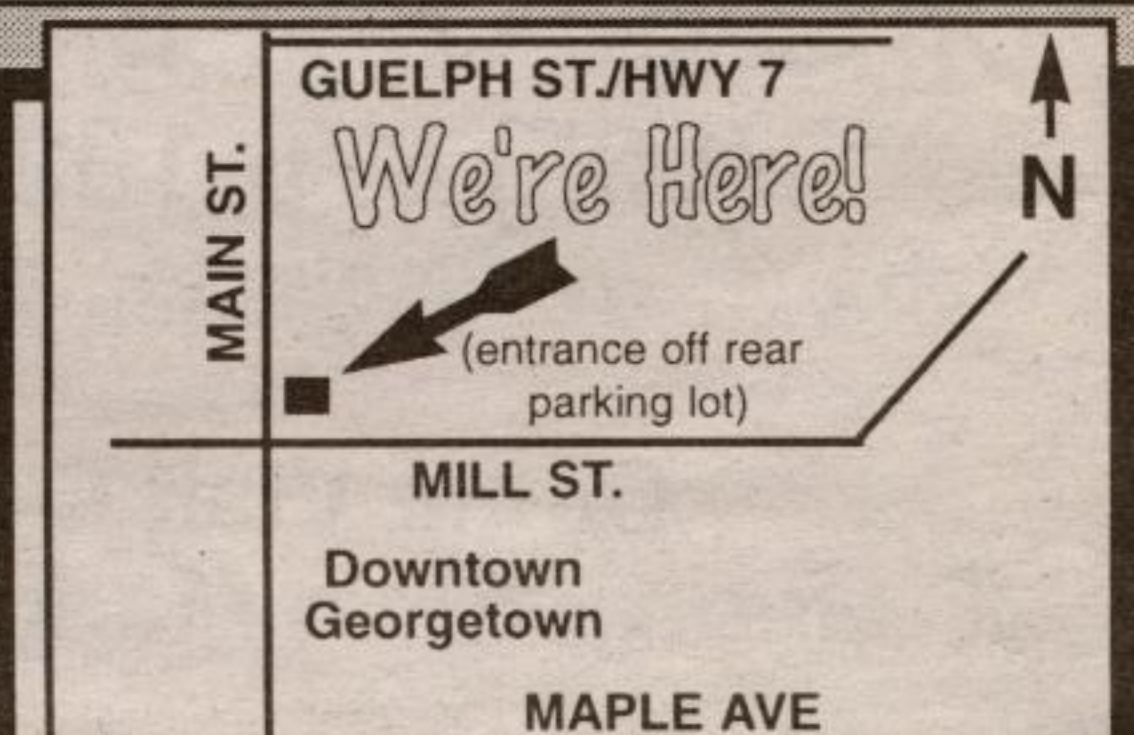 GUELPH ST./HWY 7
We're Here!
N
MAIN ST.
(entrance off rear
parking lot)
MILL ST.
Downtown
Georgetown
MAPLE AVE